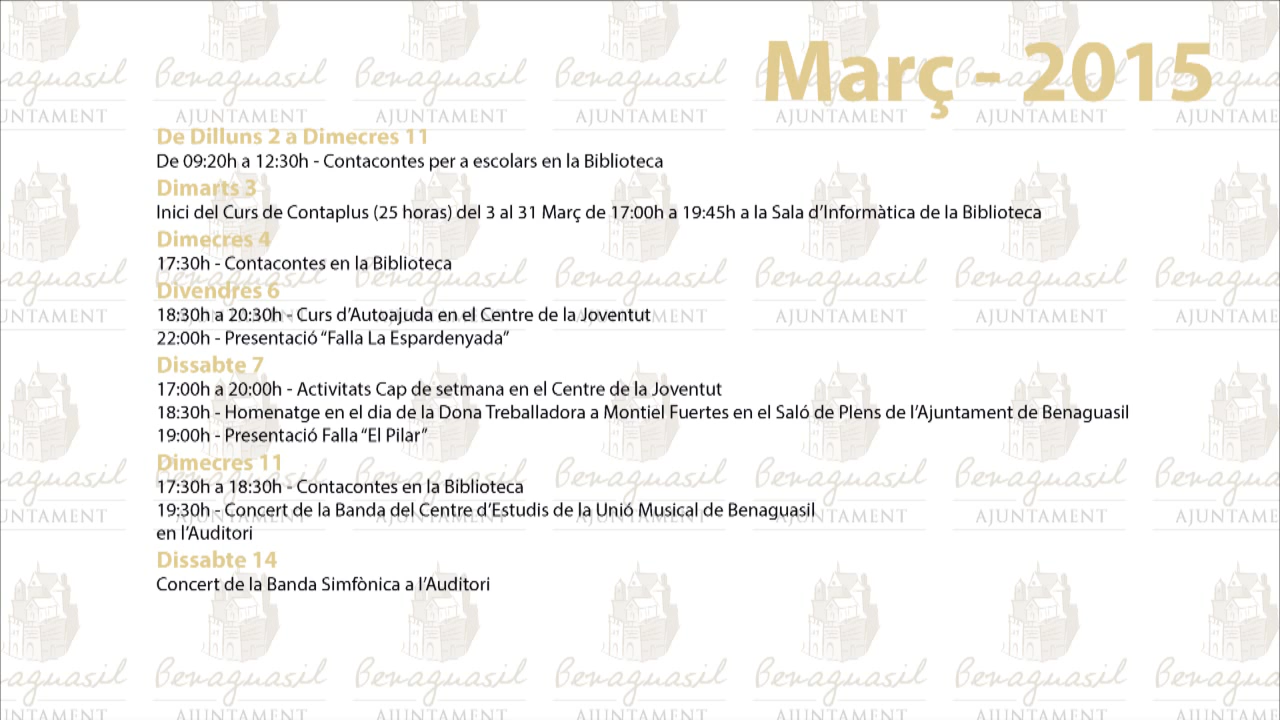 Març - 2015
De Dilluns 2 a Dimecres 11
De 09:20h a 12:30h - Contacontes per a escolars en la Biblioteca
Dimarts 3
Inici del Curs de Contaplus (25 horas) del 3 al 31 Març de 17:00h a 19:45h a la Sala d’Informàtica de la Biblioteca
Dimecres 4
17:30h - Contacontes en la Biblioteca
Divendres 6
18:30h a 20:30h - Curs d’Autoajuda en el Centre de la Joventut
22:00h - Presentació “Falla La Espardenyada”
Dissabte 7
17:00h a 20:00h - Activitats Cap de setmana en el Centre de la Joventut
18:30h - Homenatge en el dia de la Dona Treballadora a Montiel Fuertes en el Saló de Plens de l’Ajuntament de Benaguasil
19:00h - Presentació Falla “El Pilar”
Dimecres 11
17:30h a 18:30h - Contacontes en la Biblioteca
19:30h - Concert de la Banda del Centre d’Estudis de la Unió Musical de Benaguasil
en l’Auditori
Dissabte 14
Concert de la Banda Simfònica a l’Auditori
Benaguasil
AJUNTAMENT